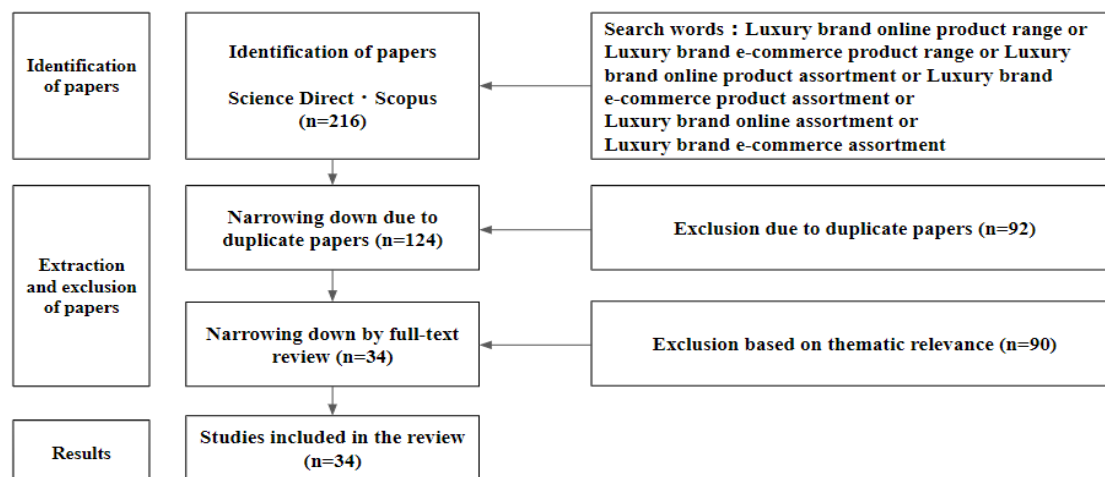 Identification
of papers
Identification of papers
Science Direct・Scopus
(n=216)
Search words：Luxury brand online product range or
Luxury brand e-commerce product range or Luxury
brand online product assortment or Luxury brand
e-commerce product assortment or
Luxury brand online assortment or
Luxury brand e-commerce assortment
Extraction
and exclusion
of papers
Narrowing down due to
duplicate papers (n=124)
Exclusion due to duplicate papers (n=92)
Narrowing down by full-text
review (n=34)
Exclusion based on thematic relevance (n=90)
Results
Studies included in the review
(n=34)